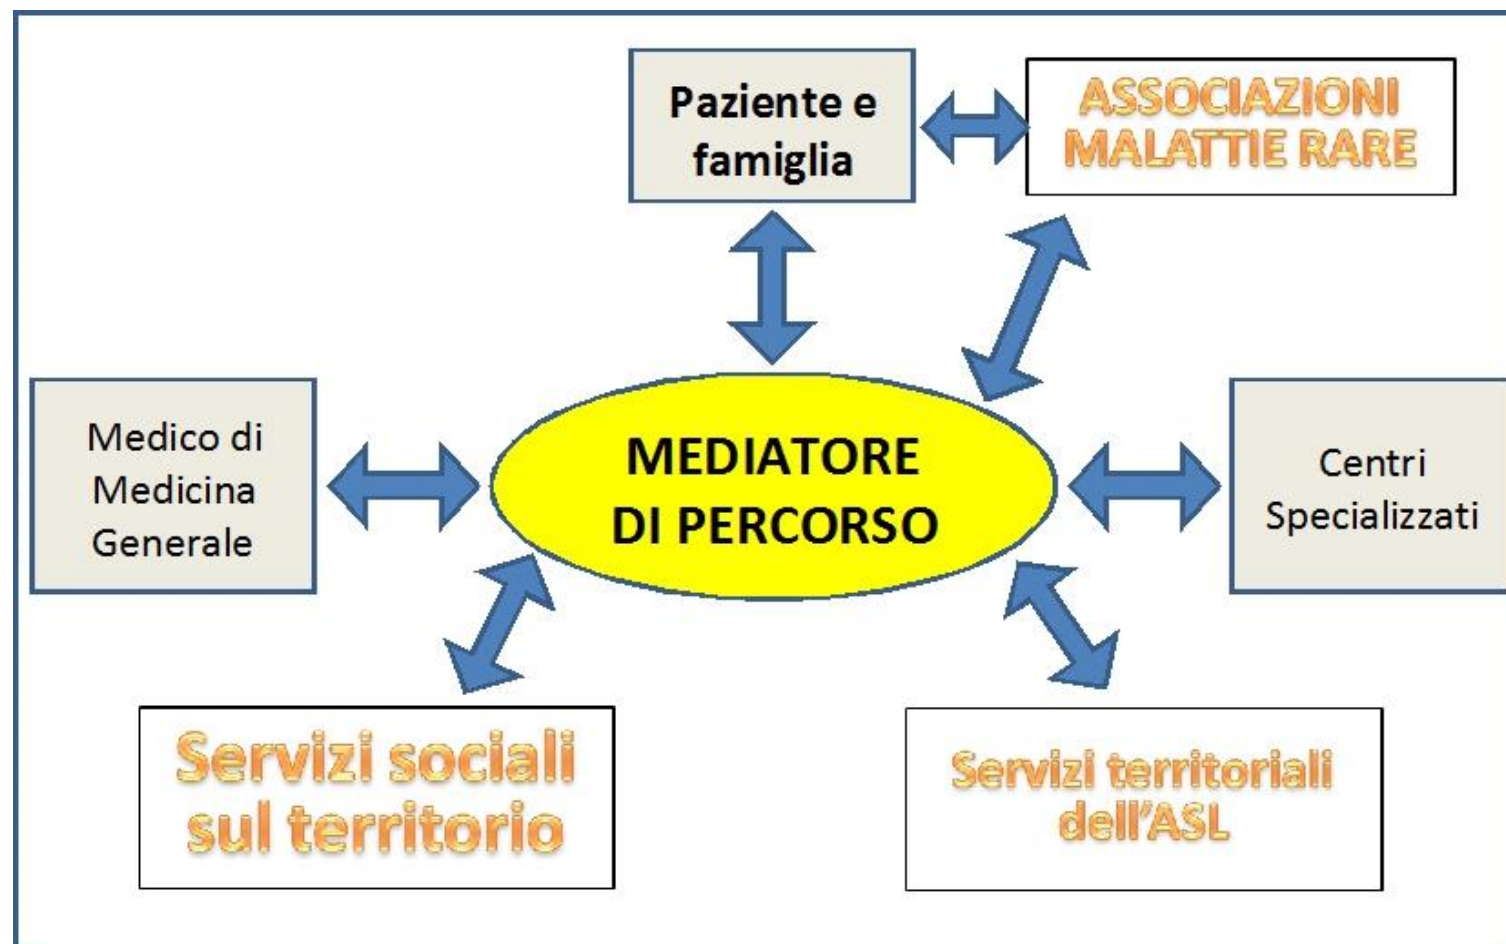 Paziente e
famiglia
ASSOCIAZIONI
MALATTIE RARE
Medico di
Medicina
Generale
MEDIATORE
DI PERCORSO
Centri
Specializzati
Servizi sociali
sul territorio
Servizi territoriali
dell'ASL